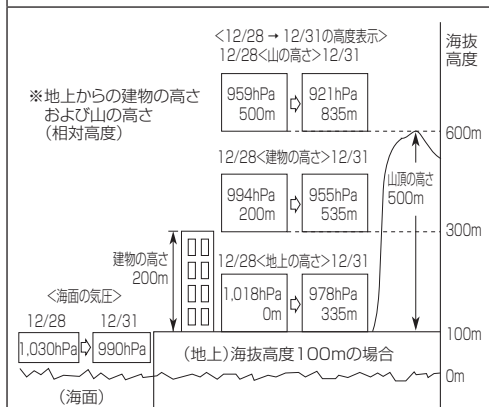 <12/28 → 12/31の高度表示>
12/28<山の高さ>12/31
959hPa
500m
921hPa
835m
海抜
高度
※地上からの建物の高さ
および山の高さ
(相対高度)
600m
12/28<建物の高さ>12/31
994hPa
200m
955hPa
535m
山頂の高さ
500m
300m
建物の高さ
200m
12/28<地上の高さ>12/31
1,018hPa
0m
978hPa
335m
<海面の気圧>
12/28
12/31
1,030hPa
990hPa
100m
(地上)海抜高度100mの場合
0m
(海面)